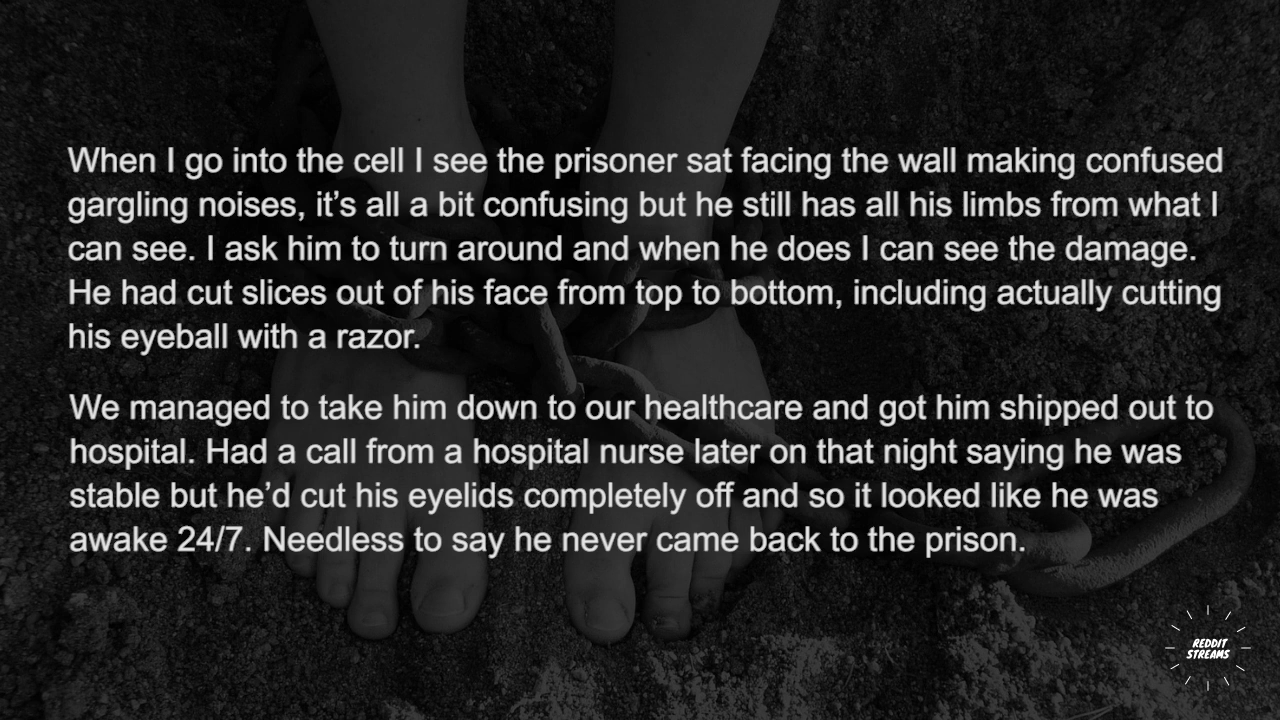 When I go into the cell I see the prisoner sat facing the wall making confused
gargling noises, it’s all a bit confusing but he still has all his limbs from what I
can see. I ask him to turn around and when he does I can see the damage.
He had cut slices out of his face from top to bottom, including actually cutting
his eyeball with a razor.
We managed to take him down to our healthcare and got him shipped out to
hospital. Had a call from a hospital nurse later on that night saying he was
stable but he’d cut his eyelids completely off and so it looked like he was
awake 24/7. Needless to say he never came back to the prison.
REDDIT
STREAMS